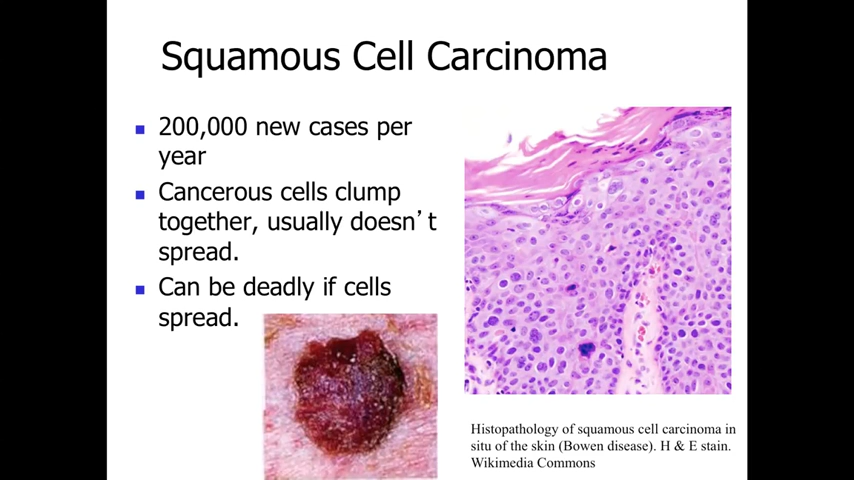 Squamous Cell Carcinoma
200,000 new cases per
year
Cancerous cells clump
together, usually doesn’t
spread.
Can be deadly if cells
spread.
Histopathology of squamous cell carcinoma in
situ of the skin (Bowen disease). H & E stain.
Wikimedia Commons